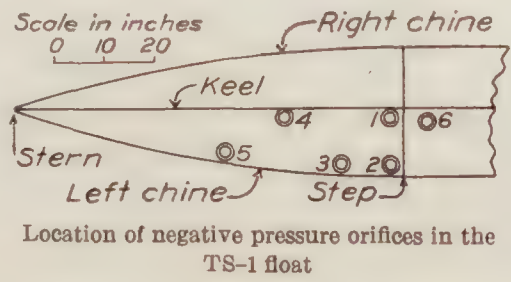 Scale in inches
0 10 20
Right chine
Keel
4
1
6
Stern
5
3
2
Left chine
Step
Location of negative pressure orifices in the
TS-1 float